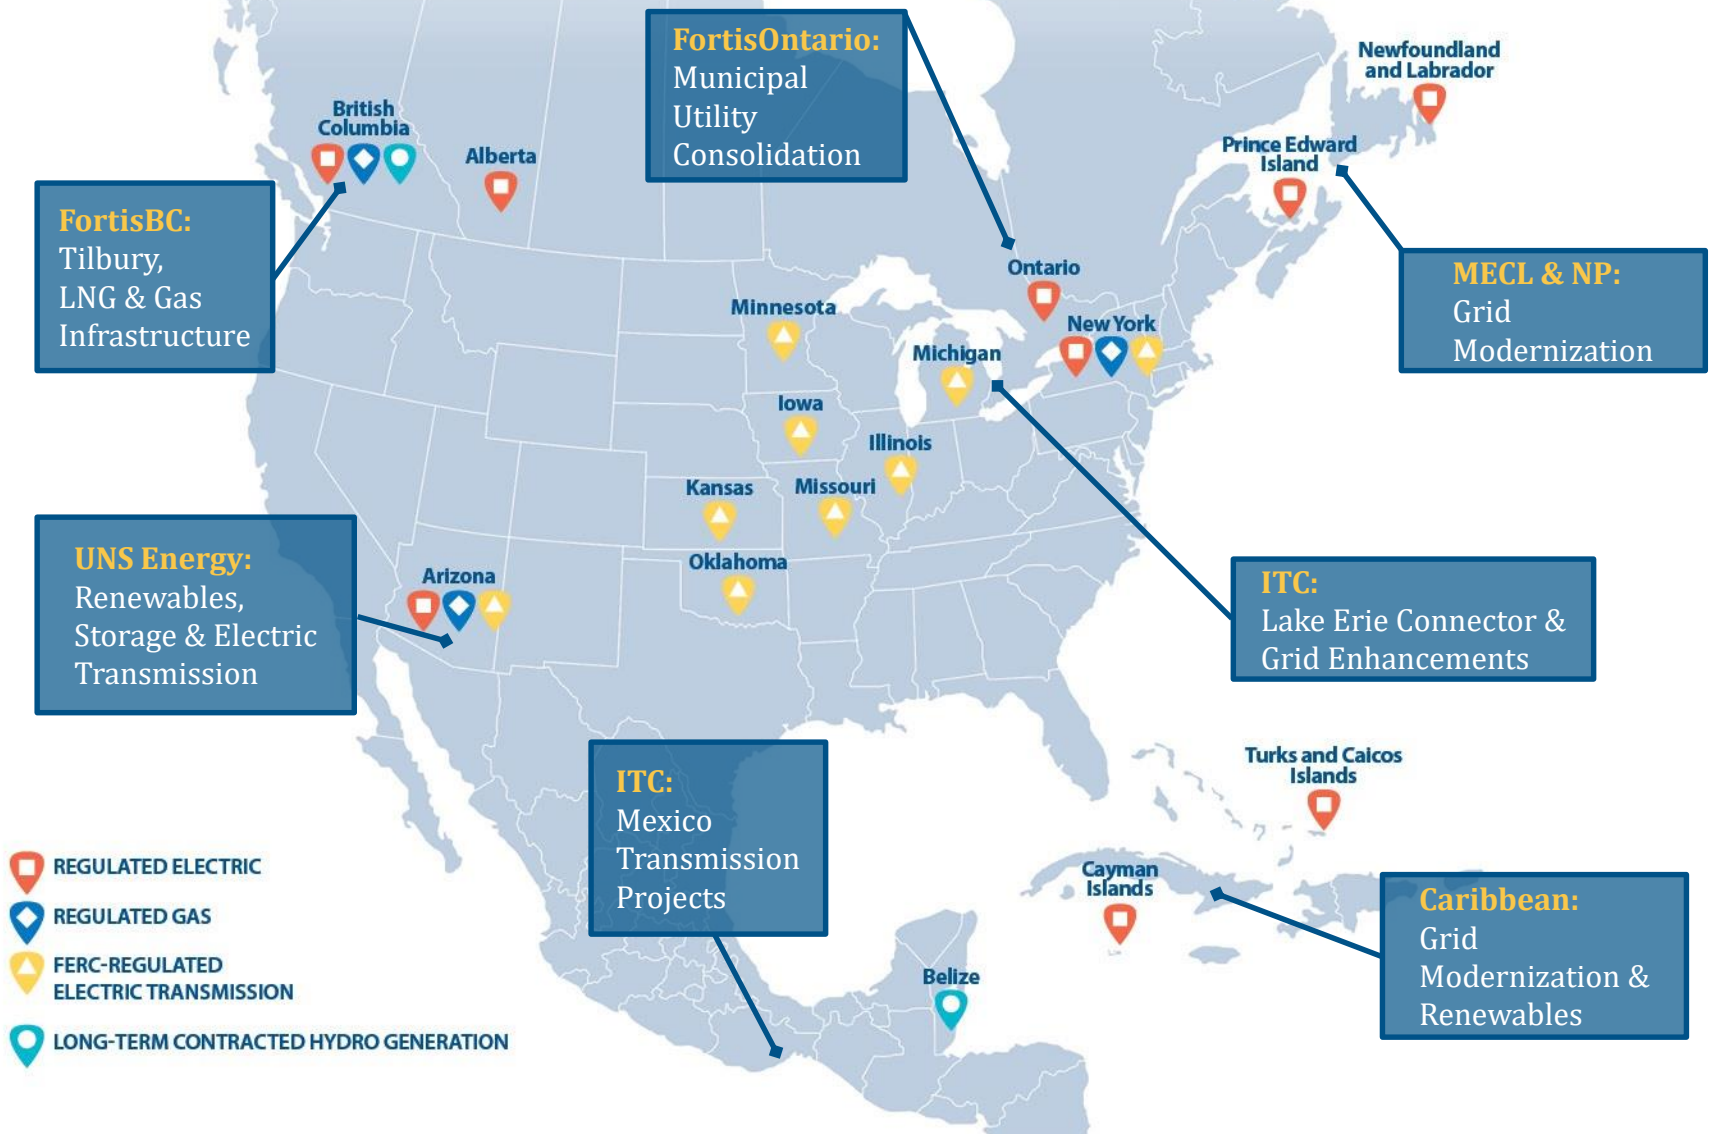 FortisOntario:
Municipal
Utility
Consolidation
Newfoundland
and Labrador
British
Columbia
Alberta
Prince Edward
Island
FortisBC:
Tilbury,
LNG & Gas
Infrastructure
MECL & NP:
Grid
Modernization
Ontario
Minnesota
New York
Michigan
Iowa
Illinois
Kansas
Missouri
Oklahoma
UNS Energy:
Renewables,
Storage & Electric
Transmission
Arizona
ITC:
Lake Erie Connector &
Grid Enhancements
ITC:
Mexico
Transmission
Projects
Turks and Caicos
Islands
Cayman
Islands
Caribbean:
Grid
Modernization &
Renewables
Belize
REGULATED ELECTRIC
REGULATED GAS
FERC-REGULATED
ELECTRIC TRANSMISSION
LONG-TERM CONTRACTED HYDRO GENERATION